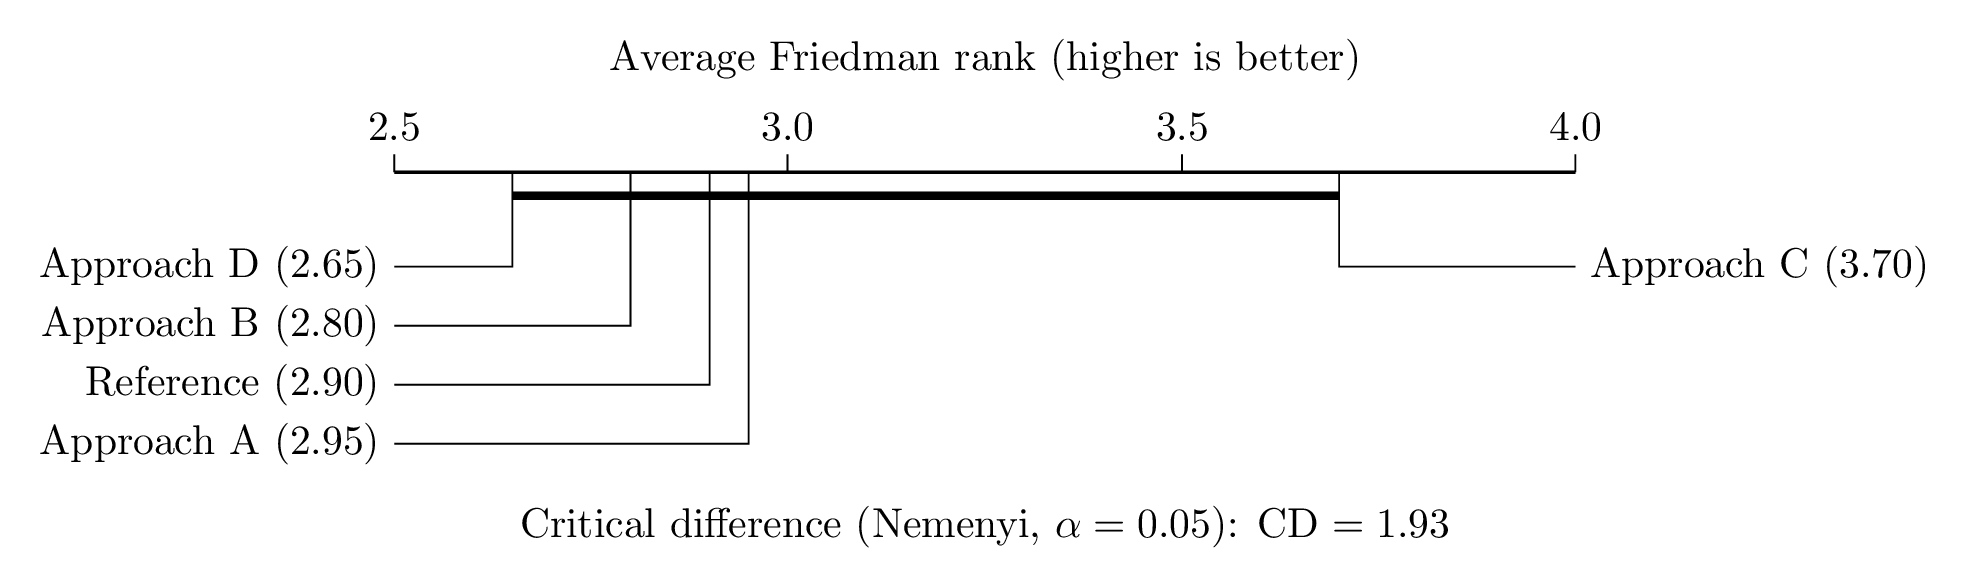 Average Friedman rank (higher is better)
2.5 3.0 3.5 4.0
Approach D (2.65)
Approach C (3.70)
Approach B (2.80)
Reference (2.90)
Approach A (2.95)
Critical difference (Nemenyi, α = 0.05): CD = 1.93